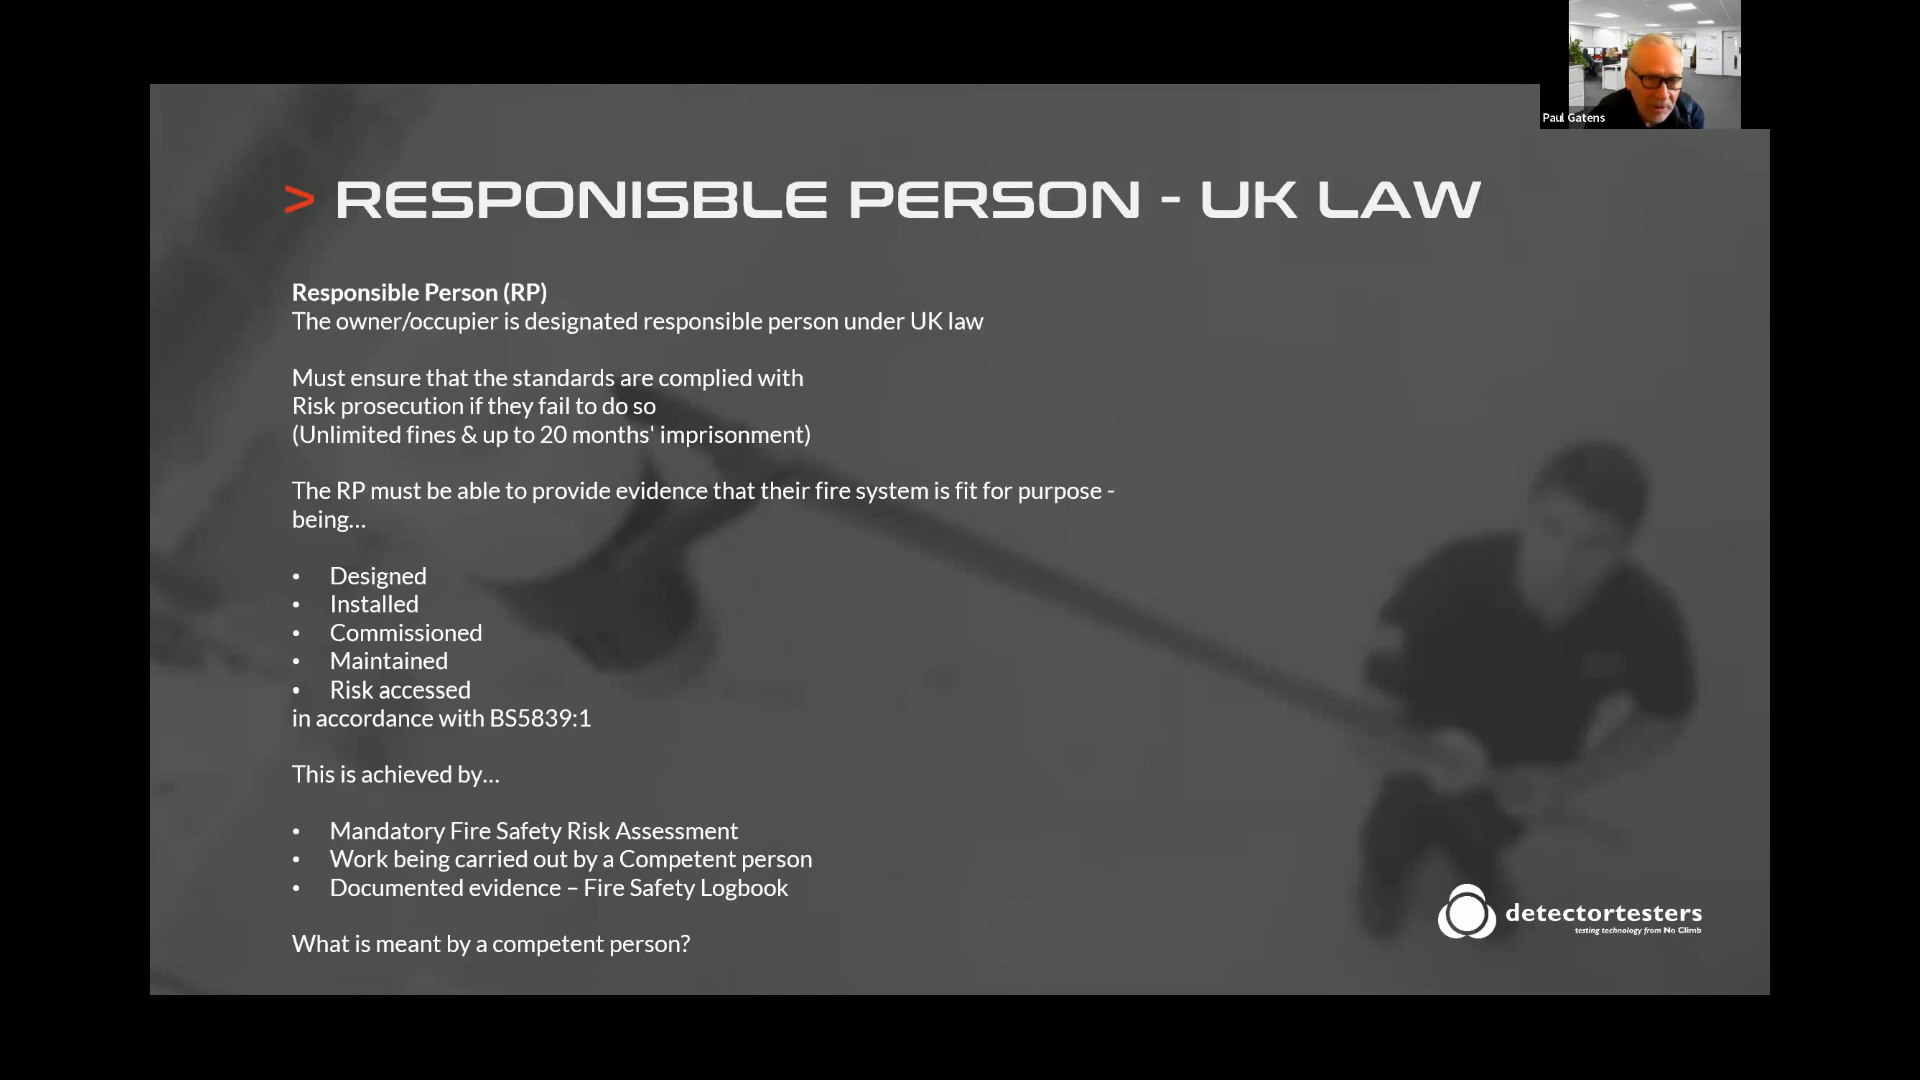 Paul Gatens
> RESPONISBLE PERSON - UK LAW
Responsible Person (RP)
The owner/occupier is designated responsible person under UK law
Must ensure that the standards are complied with
Risk prosecution if they fail to do so
(Unlimited fines & up to 20 months' imprisonment)
The RP must be able to provide evidence that their fire system is fit for purpose -
being...
• Designed
• Installed
• Commissioned
• Maintained
• Risk accessed
in accordance with BS5839:1
This is achieved by...
• Mandatory Fire Safety Risk Assessment
• Work being carried out by a Competent person
• Documented evidence – Fire Safety Logbook
What is meant by a competent person?
detectortesters
testing technology from No Climb